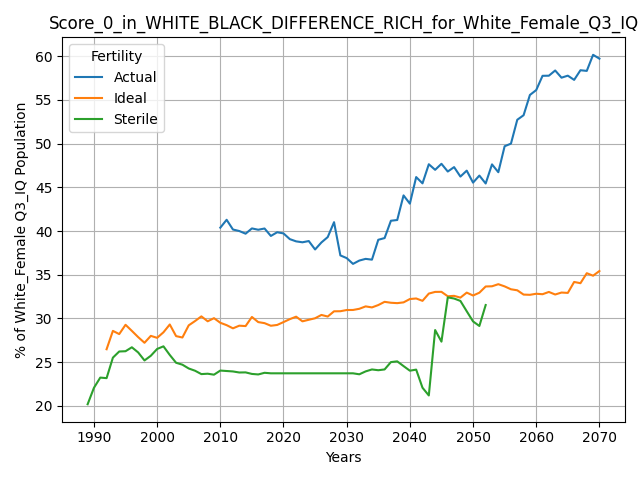 Score_0_in_WHITE_BLACK_DIFFERENCE_RICH_for_White_Female_Q3_IQ
Fertility
Actual
Ideal
Sterile
% of White_Female Q3_IQ Population
60
55
50
45
40
35
30
25
20
1990 2000 2010 2020 2030 2040 2050 2060 2070
Years